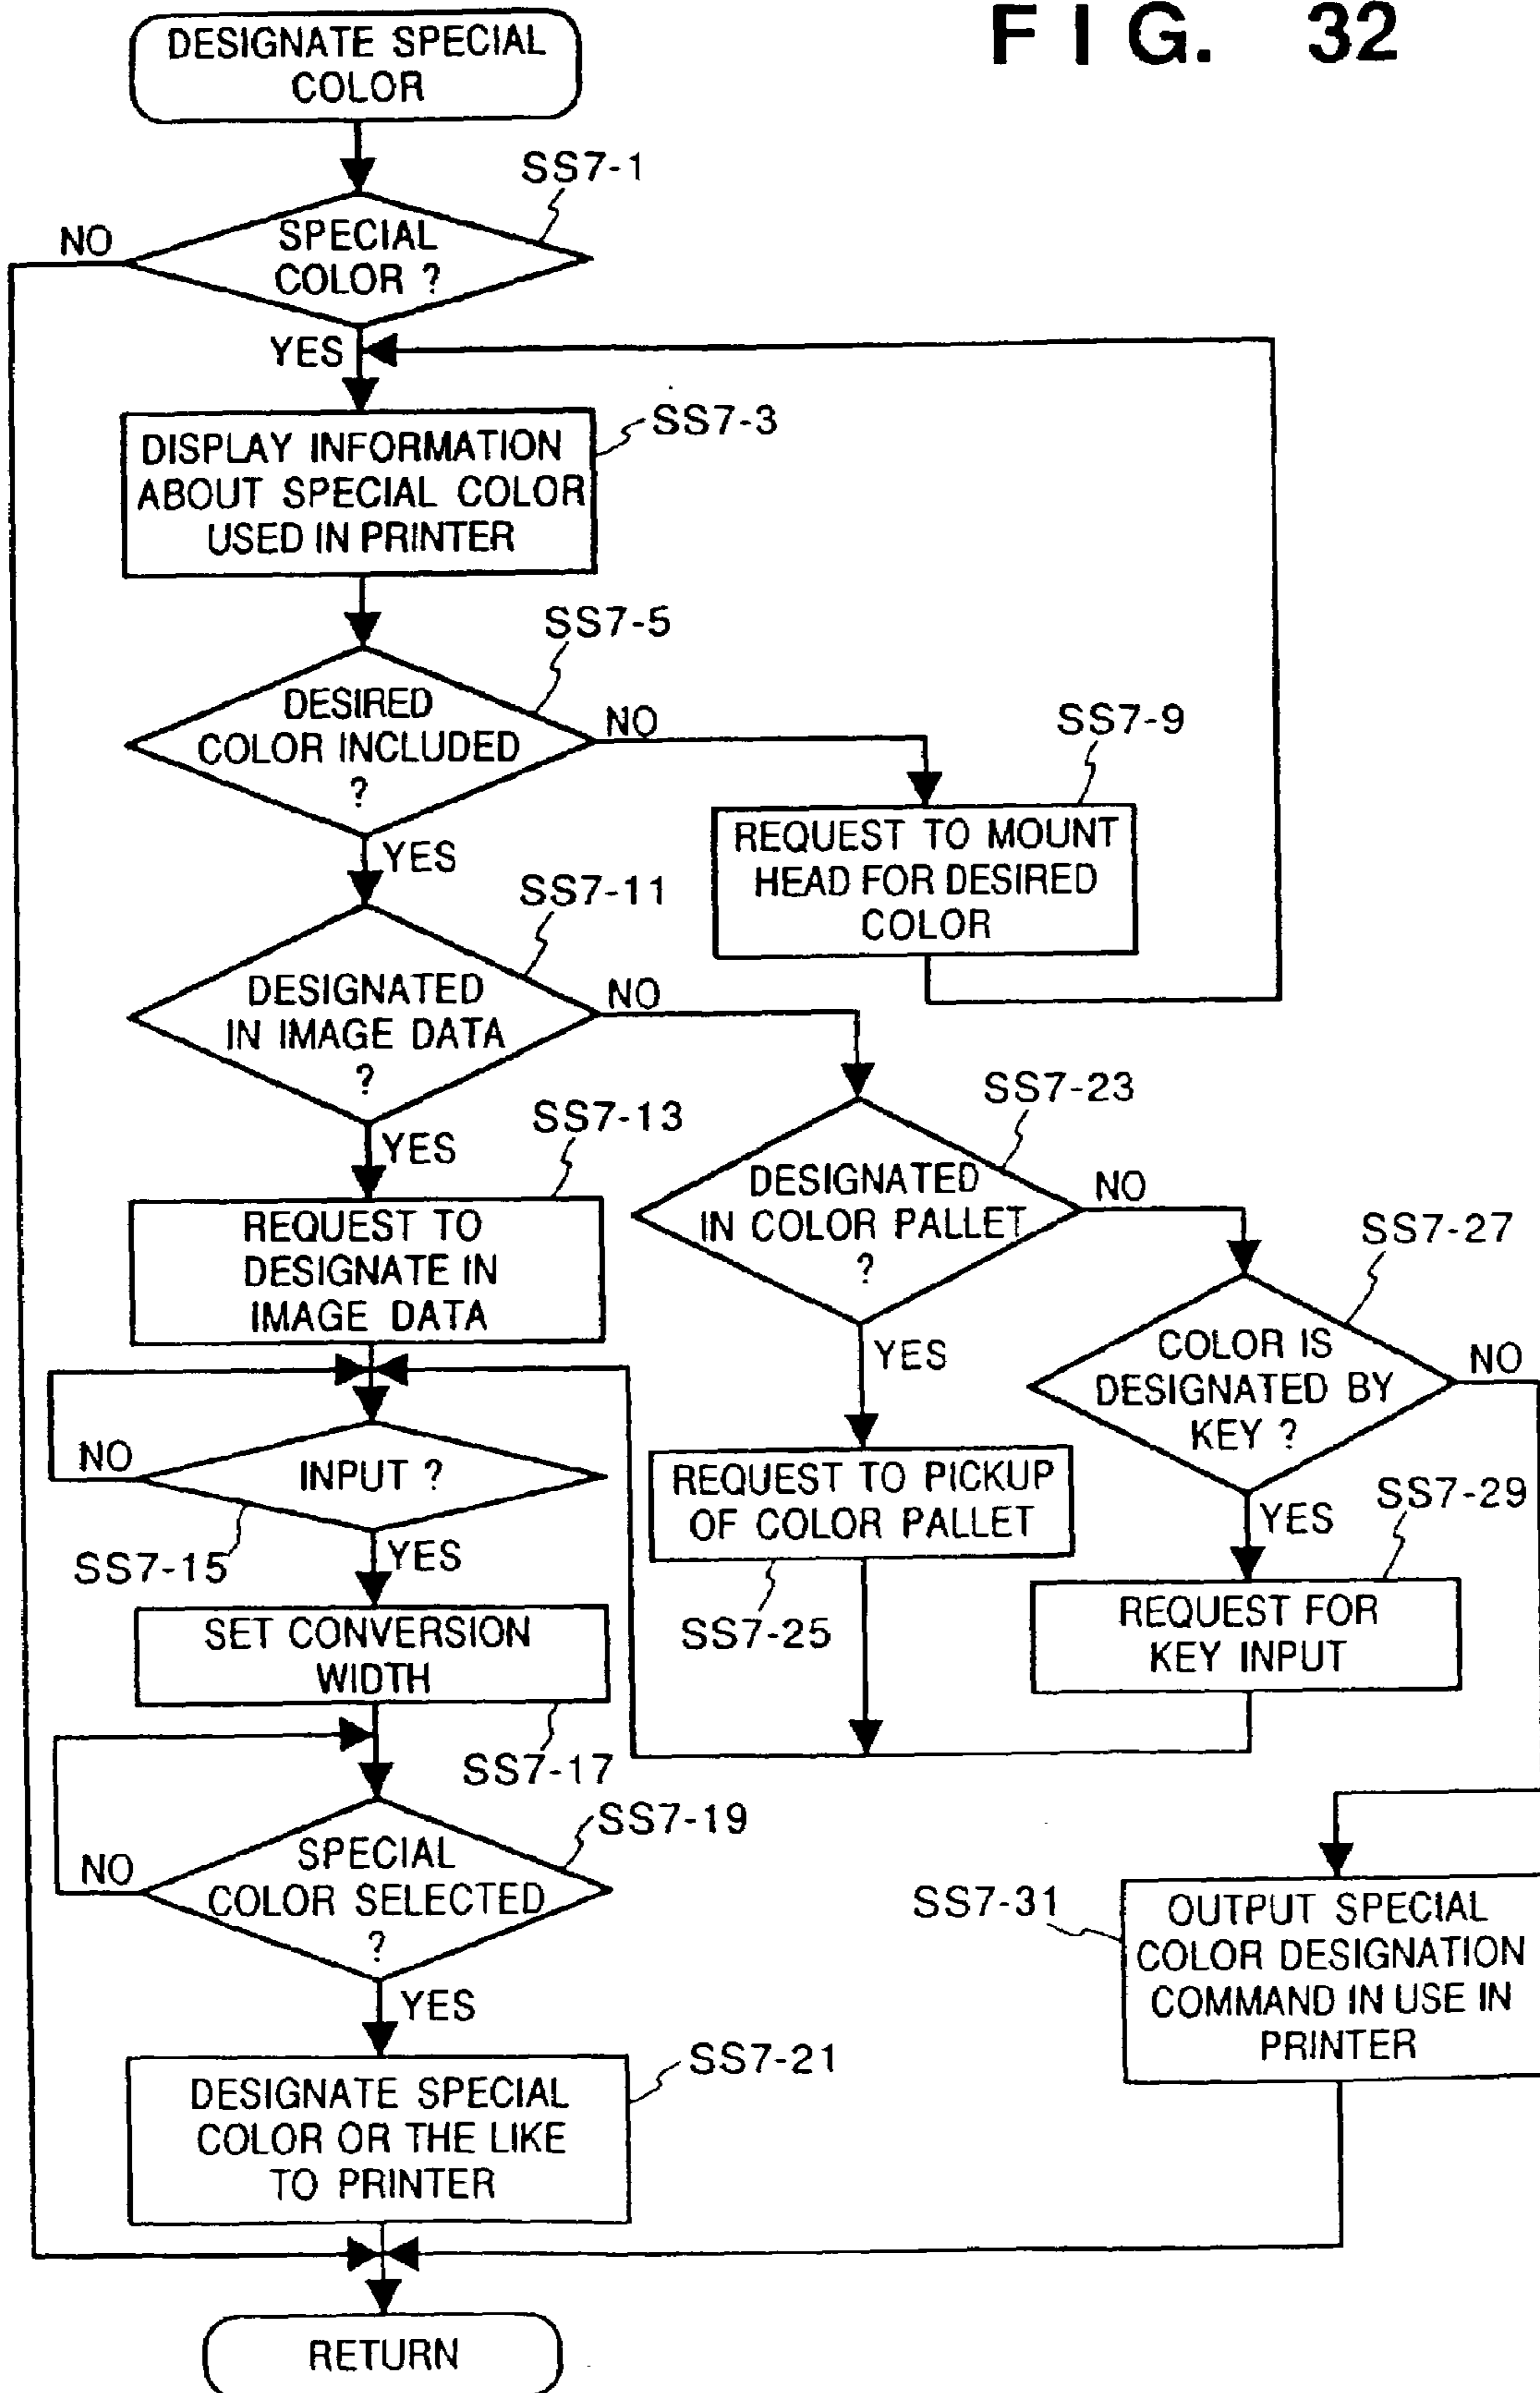 FIG. 32
DESIGNATE SPECIAL
COLOR
SS7-1
SPECIAL
COLOR ?
NO
YES
SS7-3
DISPLAY INFORMATION
ABOUT SPECIAL COLOR
USED IN PRINTER
SS7-5
DESIRED
COLOR INCLUDED
?
NO
YES
SS7-9
REQUEST TO MOUNT
HEAD FOR DESIRED
COLOR
SS7-11
DESIGNATED
IN IMAGE DATA
?
NO
YES
SS7-13
REQUEST TO
DESIGNATE IN
IMAGE DATA
SS7-23
DESIGNATED
IN COLOR PALLET
?
NO
YES
SS7-27
COLOR IS
DESIGNATED BY
KEY ?
NO
YES
INPUT ?
NO
SS7-15
YES
REQUEST TO PICKUP
OF COLOR PALLET
SS7-25
SS7-29
REQUEST FOR
KEY INPUT
SET CONVERSION
WIDTH
SS7-17
SS7-19
SPECIAL
COLOR SELECTED
?
NO
YES
SS7-31
OUTPUT SPECIAL
COLOR DESIGNATION
COMMAND IN USE IN
PRINTER
SS7-21
DESIGNATE SPECIAL
COLOR OR THE LIKE
TO PRINTER
RETURN